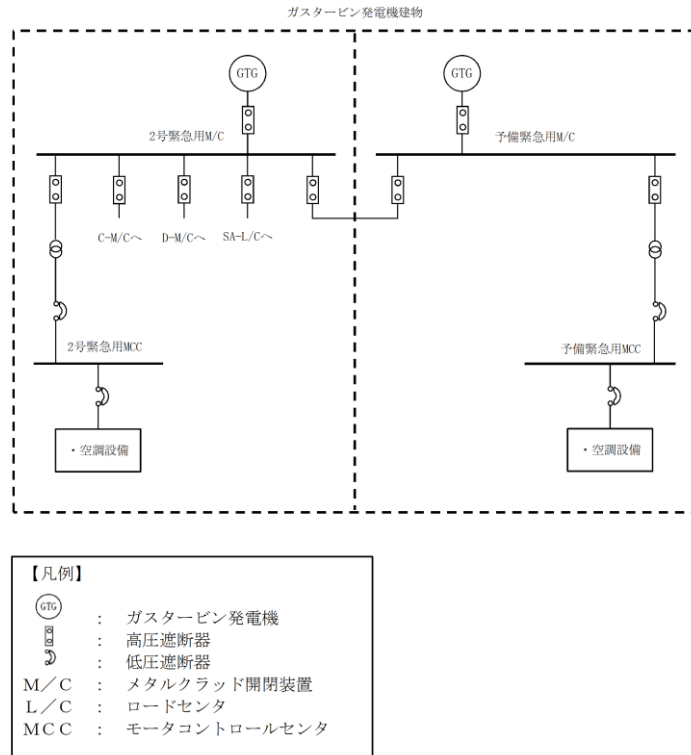 ガスタービン発電機建物
GTG
GTG
2号緊急用M/C
予備緊急用M/C
C-M/Cへ
D-M/Cへ
SA-L/Cへ
2号緊急用MCC
予備緊急用MCC
・空調設備
・空調設備
【凡例】
GTG : ガスタービン発電機
: 高圧遮断器
: 低圧遮断器
M/C : メタルクラッド開閉装置
L/C : ロードセンタ
MCC : モータコントロールセンタ